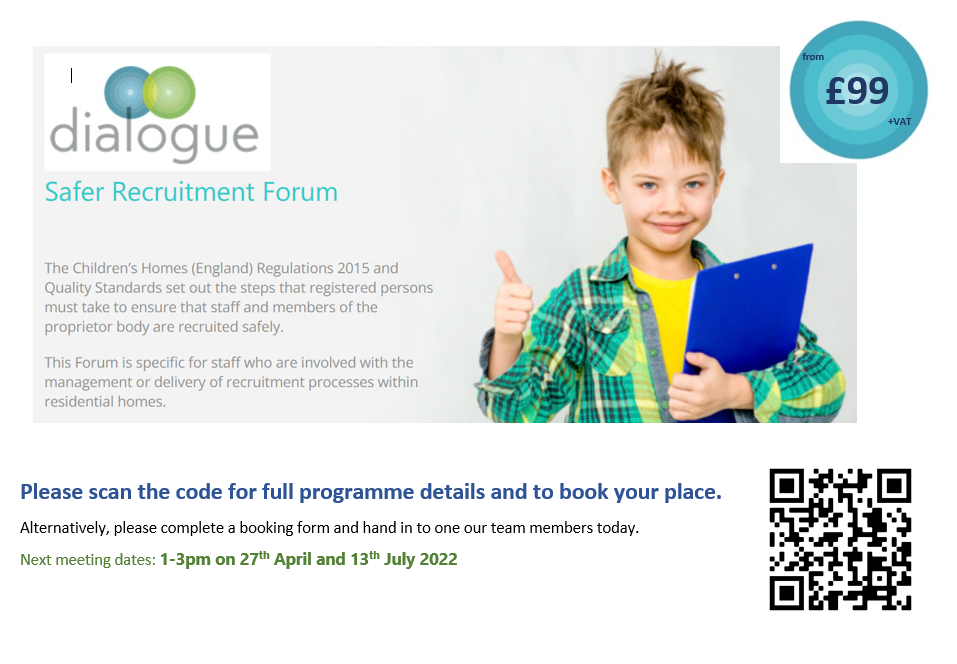 dialogue
from
£99
+VAT
Safer Recruitment Forum
The Children's Homes (England) Regulations 2015 and
Quality Standards set out the steps that registered persons
must take to ensure that staff and members of the
proprietor body are recruited safely.
This Forum is specific for staff who are involved with the
management or delivery of recruitment processes within
residential homes.
Please scan the code for full programme details and to book your place.
Alternatively, please complete a booking form and hand in to one our team members today.
Next meeting dates: 1-3pm on 27th April and 13th July 2022